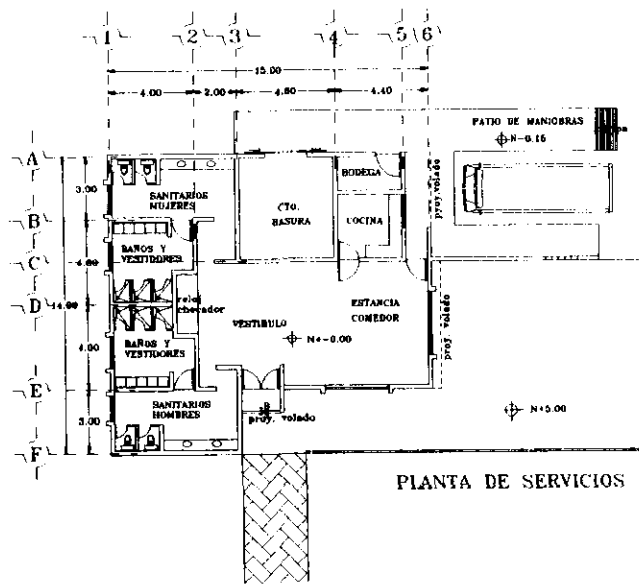 1 2 3 4 5 6
15.00
4.00 2.00 4.60 4.40
PATIO DE MANIOBRAS
N-0.15
A
B
C
D
E
F
3.00
4.00
14.00
4.00
3.00
SANITARIOS
MUJERES
BODEGA
CTO.
BASURA
COCINA
proy. volado
BAÑOS Y
VESTIDORES
reloj
checador
VESTIBULO
ESTANCIA
COMEDOR
N+-0.00
proy. volado
BAÑOS Y
VESTIDORES
SANITARIOS
HOMBRES
proy. volado
N+5.00
PLANTA DE SERVICIOS